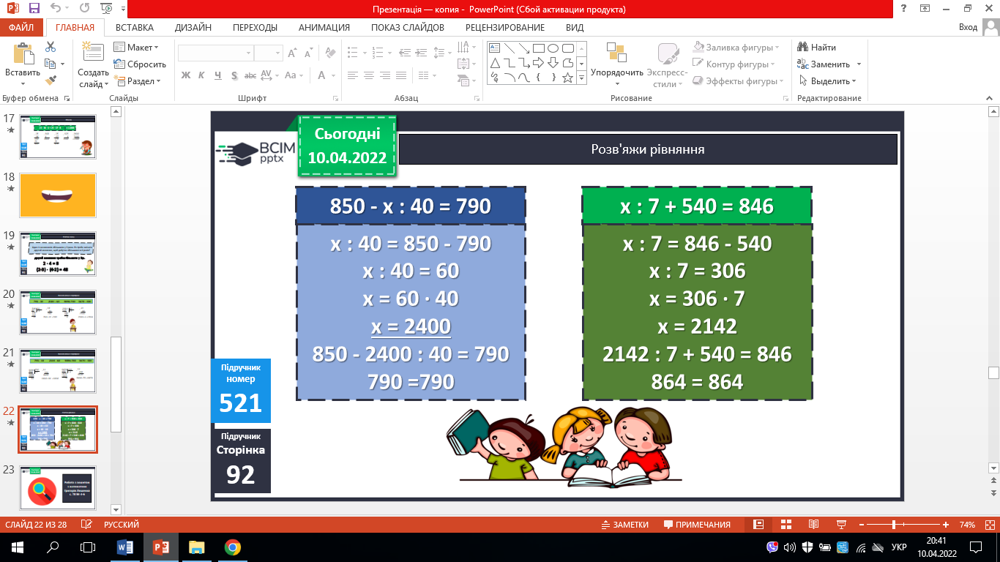 Презентація — копия - PowerPoint (Сбой активации продукта)
ФАЙЛ ГЛАВНАЯ ВСТАВКА ДИЗАЙН ПЕРЕХОДЫ АНИМАЦИЯ ПОКАЗ СЛАЙДОВ РЕЦЕНЗИРОВАНИЕ ВИД Вход
Вставить
Буфер обмена
Создать слайд
Макет
Сбросить
Раздел
Слайды
Ж К Ч S abc AV Aa A
Шрифт
Абзац
Упорядочить
Экспресс-стили
Заливка фигуры
Контур фигуры
Эффекты фигуры
Рисование
Найти
Заменить
Выделить
Редактирование
17
18
19
20
21
22
23
Сьогодні
10.04.2022
BCIM
pptx
Розв'яжи рівняння
850 - х : 40 = 790
х : 40 = 850 - 790
х : 40 = 60
х = 60 · 40
х = 2400
850 - 2400 : 40 = 790
790 =790
х : 7 + 540 = 846
х : 7 = 846 - 540
х : 7 = 306
х = 306 · 7
х = 2142
2142 : 7 + 540 = 846
864 = 864
Підручник
номер
521
Підручник
Сторінка
92
СЛАЙД 22 ИЗ 28 РУССКИЙ ЗАМЕТКИ ПРИМЕЧАНИЯ 74%
УКР
20:41
10.04.2022